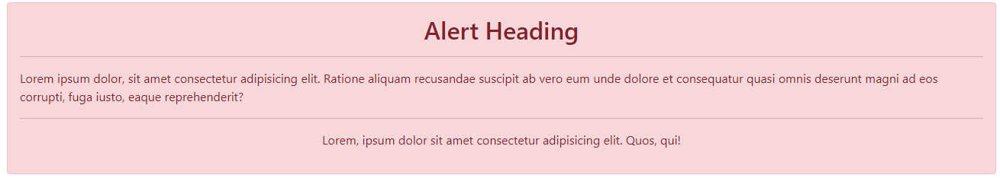 Alert Heading
Lorem ipsum dolor, sit amet consectetur adipisicing elit. Ratione aliquam recusandae suscipit ab vero eum unde dolore et consequatur quasi omnis deserunt magni ad eos
corrupti, fuga iusto, eaque reprehenderit?
Lorem, ipsum dolor sit amet consectetur adipisicing elit. Quos, qui!